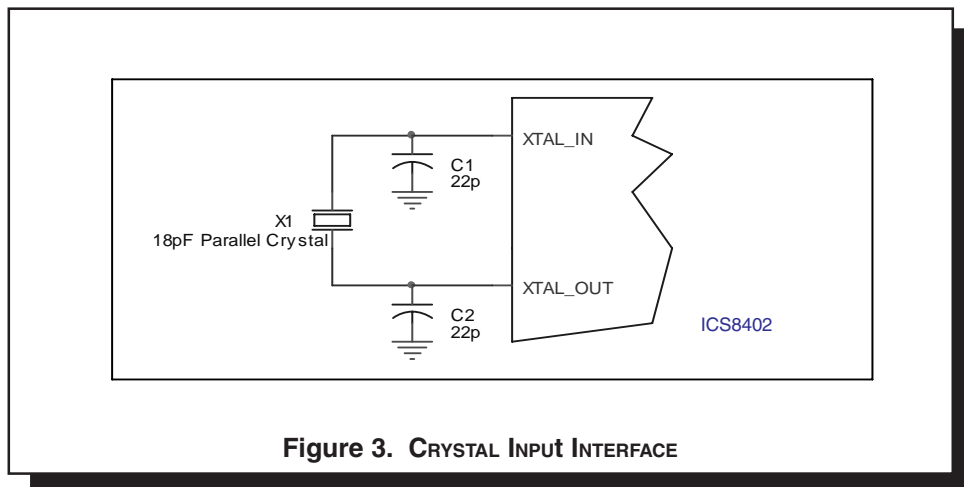 XTAL_IN
C1
22p
X1
18pF Parallel Crystal
XTAL_OUT
C2
22p
ICS8402
Figure 3. CRYSTAL INPUt INTERFACE